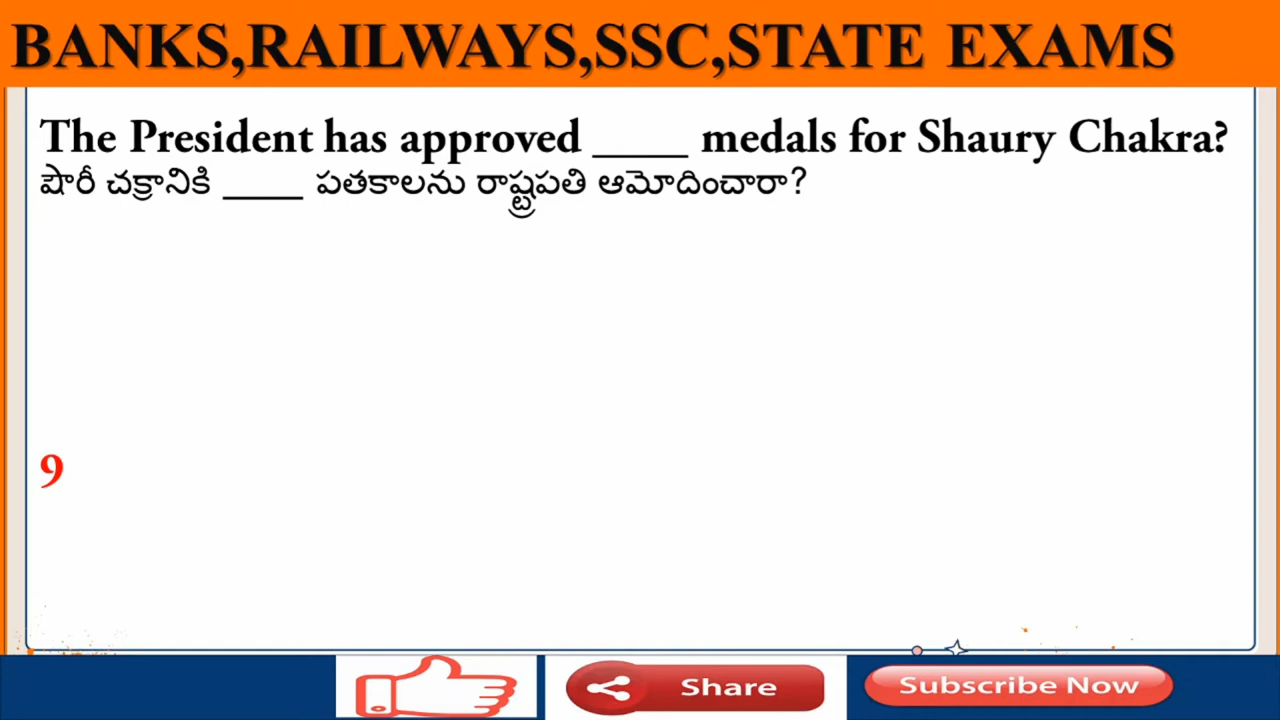 BANKS,RAILWAYS,SSC,STATE EXAMS
The President has approved ____ medals for Shaury Chakra?
షౌరీ చక్రానికి ____ పతకాలను రాష్ట్రపతి ఆమోదించారా?
9
Share
Subscribe Now